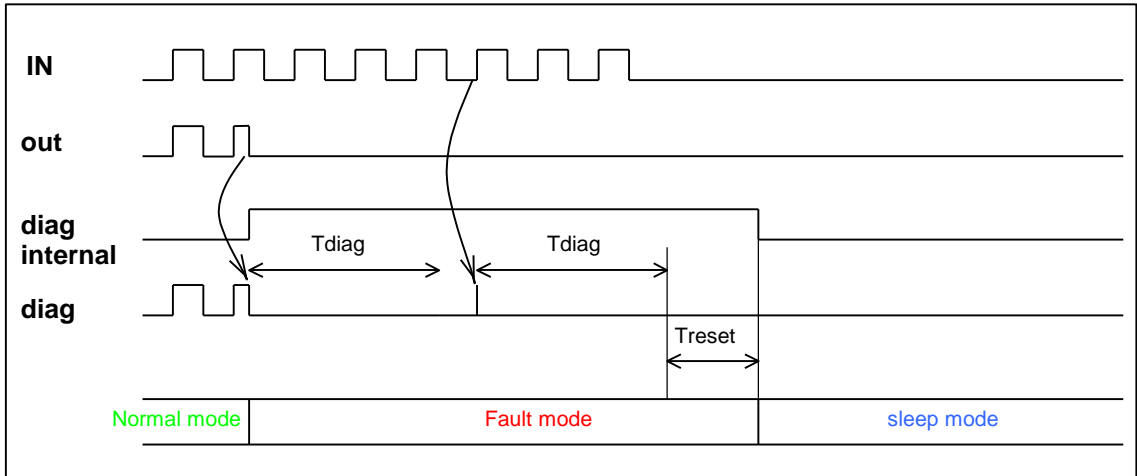 IN
out
diag
internal
Tdiag
Tdiag
diag
Treset
Normal mode
Fault mode
sleep mode